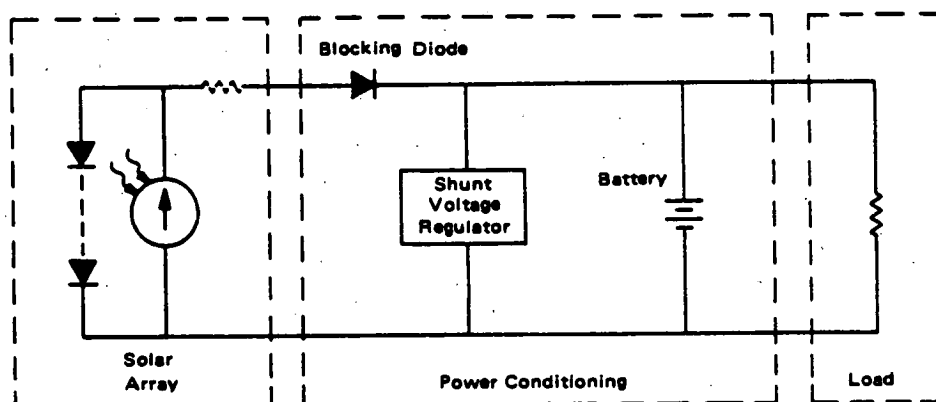 Blocking Diode
Shunt
Voltage
Regulator
Battery
Solar
Array
Power Conditioning
Load